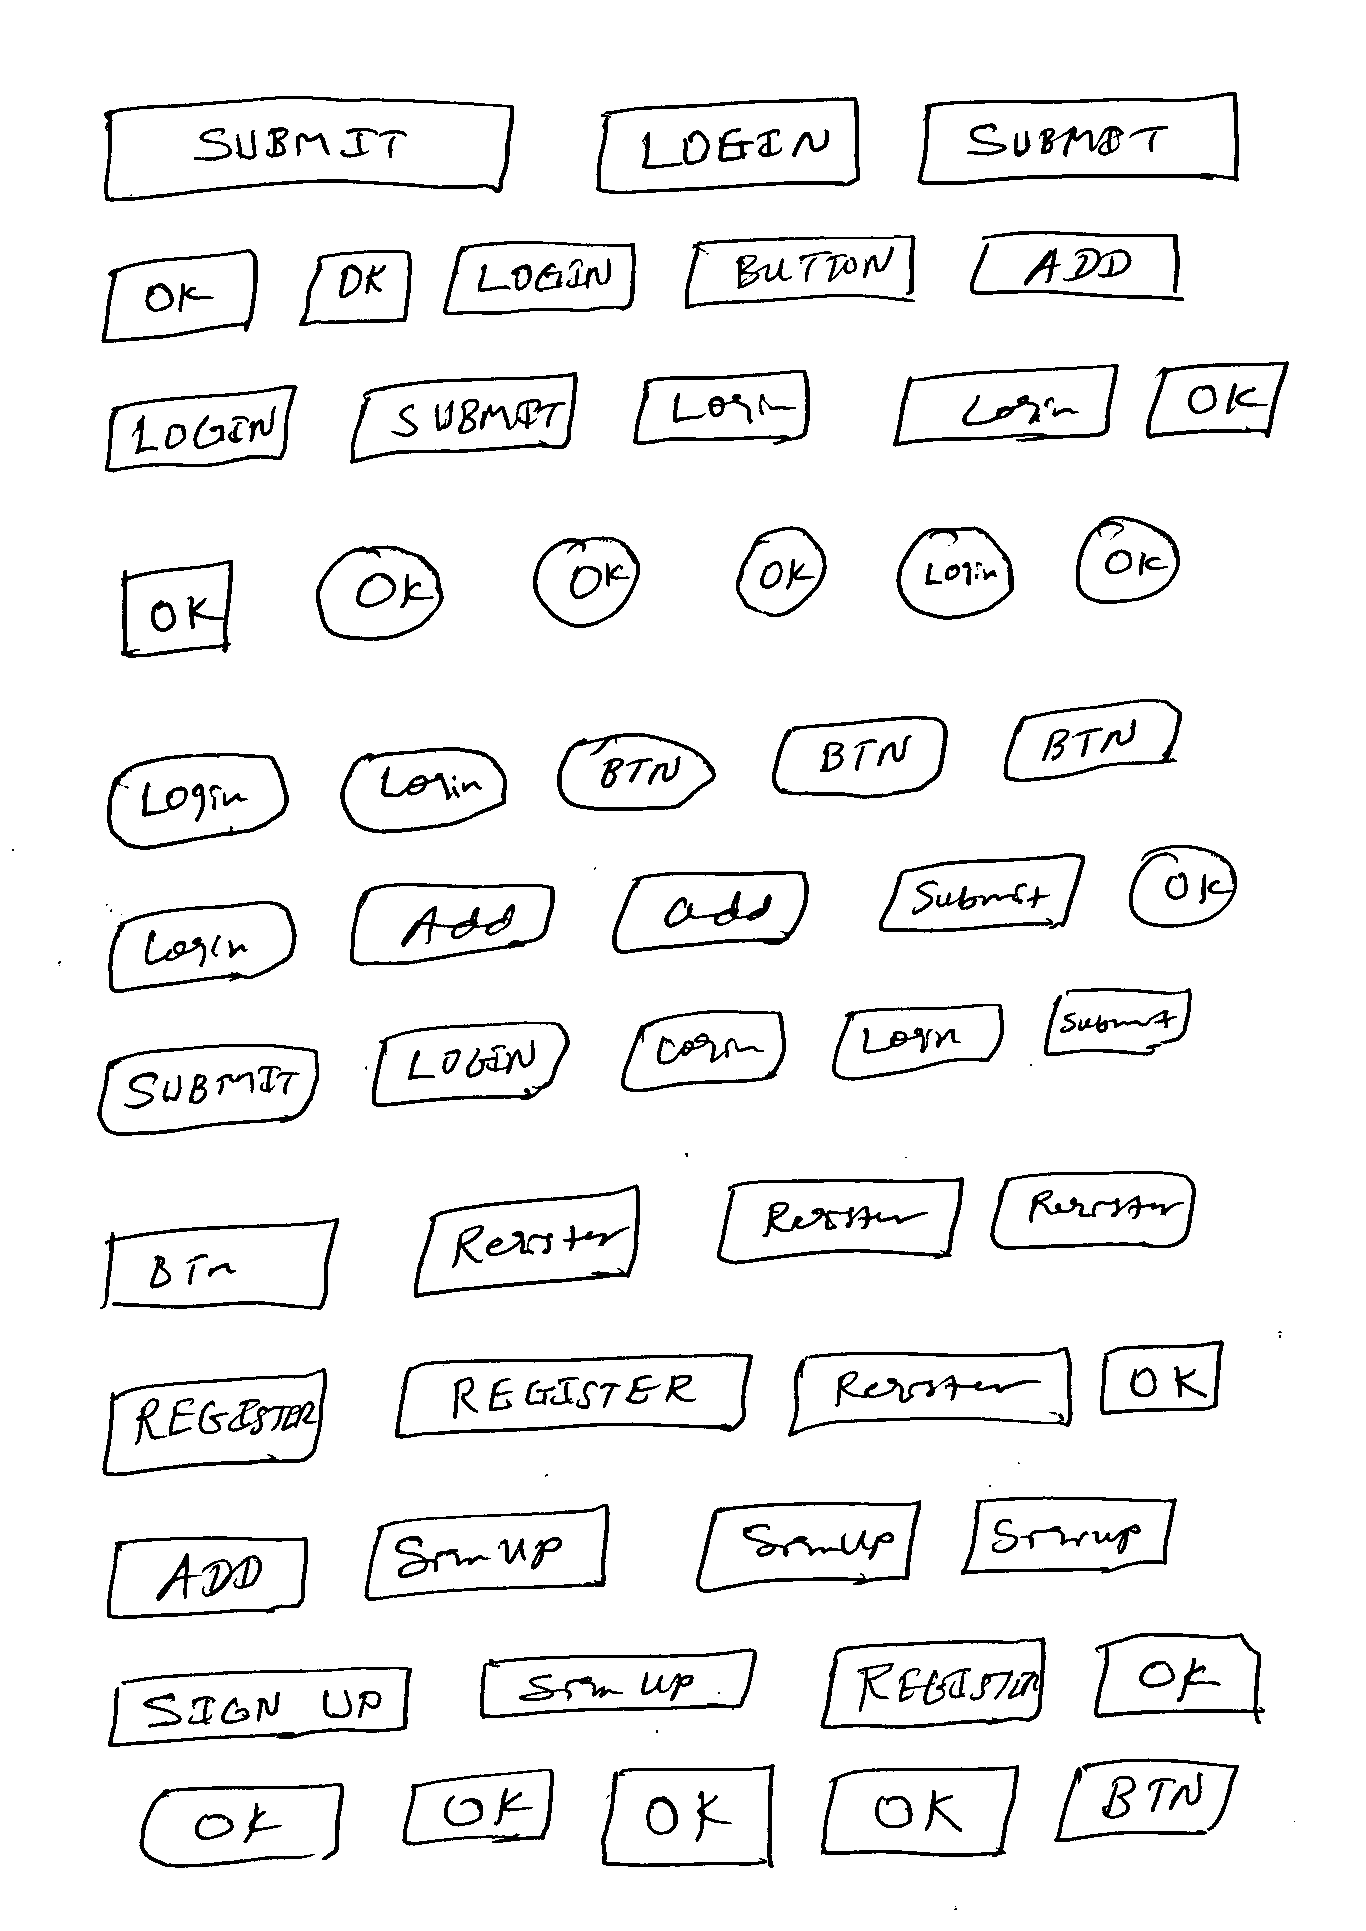 SUBMIT LOGIN SUBMIT
OK OK LOGIN BUTTON ADD
LOGIN SUBMIT Login Login OK
OK OK OK OK Login OK
Login Login BTN BTN BTN
Login Add add Submit OK
SUBMIT LOGIN Login Login Submit
BTn Register Register Register
REGISTER REGISTER Register OK
ADD Sign UP Sign Up Sign up
SIGN UP Sign Up REGISTER OK
OK OK OK OK BTN